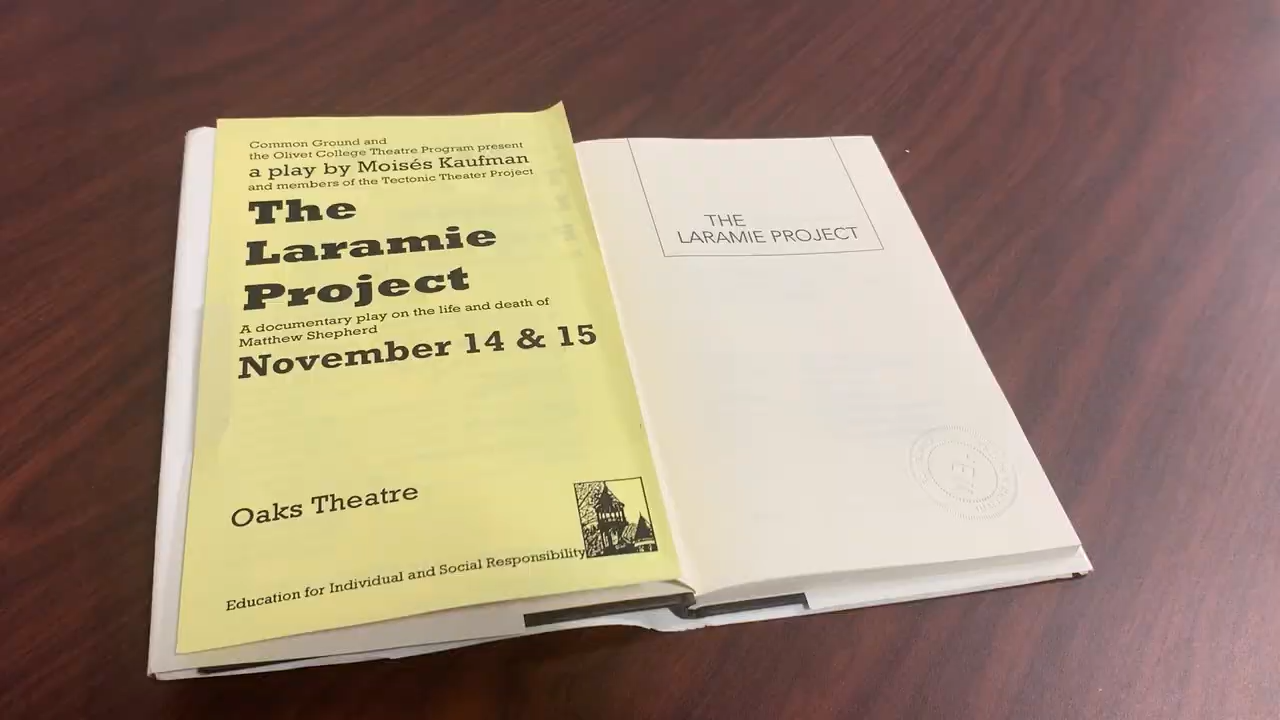 Common Ground and
the Olivet College Theatre Program present
a play by Moisés Kaufman
and members of the Tectonic Theater Project
The
Laramie
Project
A documentary play on the life and death of
Matthew Shepherd
November 14 & 15
Oaks Theatre
Education for Individual and Social Responsibility
THE
LARAMIE PROJECT